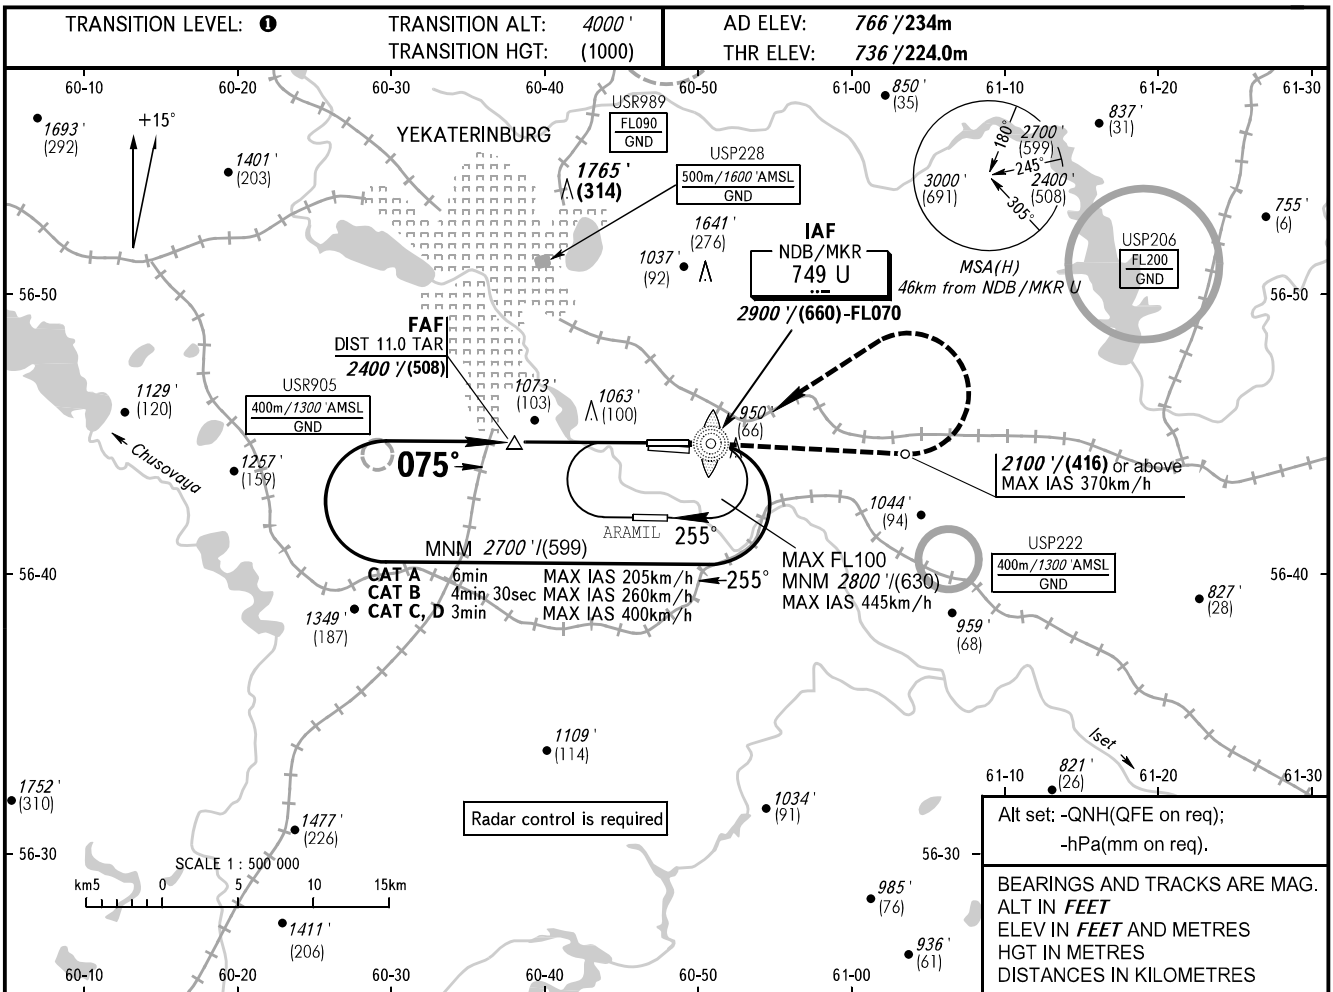 TRANSITION LEVEL: ❶ TRANSITION ALT: 4000 '
TRANSITION HGT: (1000)
AD ELEV: 766 '/234m
THR ELEV: 736 '/224.0m
60-10 60-20 60-30 60-40 60-50 61-00 61-10 61-20 61-30
850 '
(35)
837 '
(31)
1693 '
(292)
+15°
1401 '
(203)
YEKATERINBURG
USR989
FL090
GND
1765 '
(314)
USP228
500m/1600 'AMSL
GND
180°
2700 '
(599)
245°
3000 '
(691)
2400 '
(508)
305°
MSA(H)
46km from NDB/MKR U
755 '
(6)
USP206
FL200
GND
1641 '
(276)
1037 '
(92)
IAF
NDB/MKR
749 U
2900 '/(660)-FL070
56-50 56-50
FAF
DIST 11.0 TAR
2400 '/(508)
USR905
400m/1300 'AMSL
GND
1129 '
(120)
Chusovaya
1257 '
(159)
1073 '
(103)
1063 '
(100)
950 '
(66)
075°
2100 '/(416) or above
MAX IAS 370km/h
1044 '
(94)
ARAMIL 255°
MNM 2700 '/(599)
CAT A 6min MAX IAS 205km/h
CAT B 4min 30sec MAX IAS 260km/h
CAT C, D 3min MAX IAS 400km/h
255°
MAX FL100
MNM 2800 '/(630)
MAX IAS 445km/h
USP222
400m/1300 'AMSL
GND
56-40 56-40
1349 '
(187)
959 '
(68)
827 '
(28)
1109 '
(114)
Iset
821 '
(26)
61-10 61-20 61-30
1752 '
(310)
1034 '
(91)
1477 '
(226)
Radar control is required
Alt set: -QNH(QFE on req);
-hPa(mm on req).
56-30 56-30
SCALE 1 : 500 000
km5 0 5 10 15km
985 '
(76)
1411 '
(206)
936 '
(61)
BEARINGS AND TRACKS ARE MAG.
ALT IN FEET
ELEV IN FEET AND METRES
HGT IN METRES
DISTANCES IN KILOMETRES
60-10 60-20 60-30 60-40 60-50 61-00